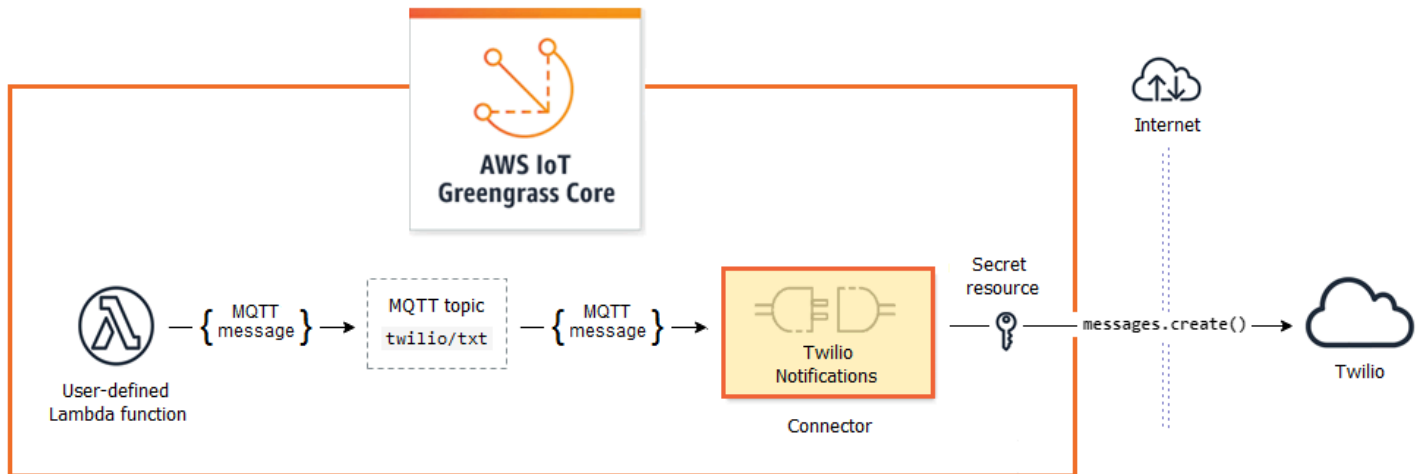 AWS IoT
Greengrass Core
Internet
User-defined
Lambda function
{ MQTT
message }
MQTT topic
twilio/txt
{ MQTT
message }
Twilio
Notifications
Connector
Secret
resource
messages.create()
Twilio